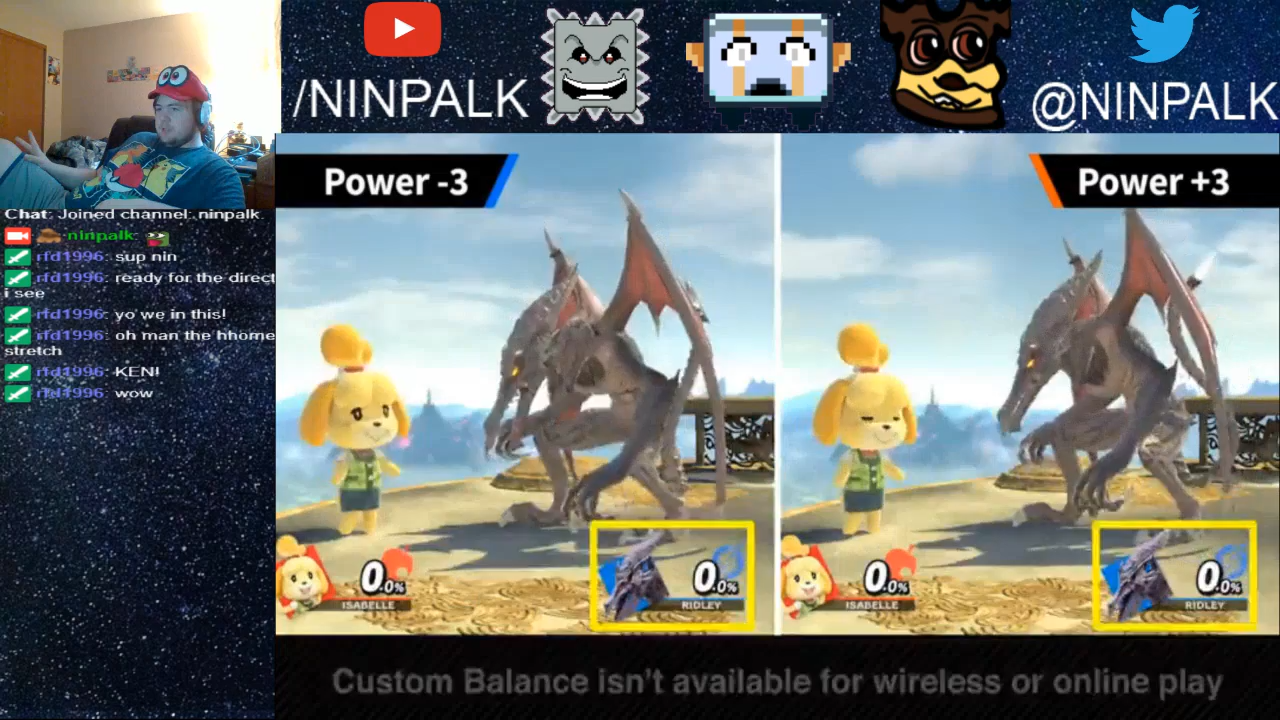 /NINPALK
@NINPALK
Chat: Joined channel: ninpalk.
ninpalk:
rfd1996: sup nin
rfd1996: ready for the direct
i see
rfd1996: yo we in this!
rfd1996: oh man the hhome
stretch
rfd1996: KEN!
rfd1996: wow
Power -3
Power +3
0.0%
ISABELLE
0.0%
RIDLEY
0.0%
ISABELLE
0.0%
RIDLEY
Custom Balance isn't available for wireless or online play